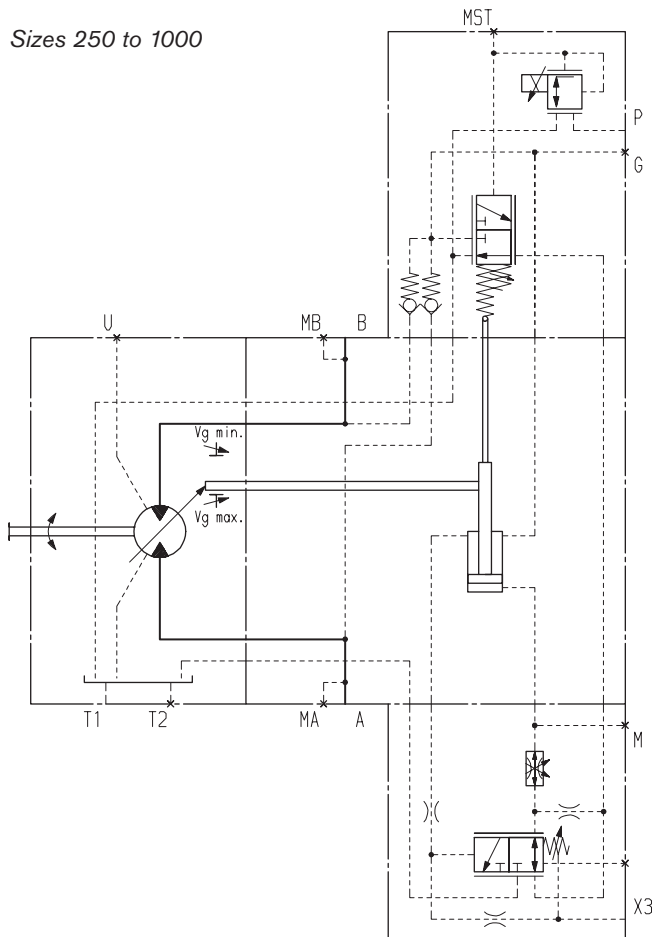 Sizes 250 to 1000
MST
P
G
U
MB
B
Vg min.
Vg max.
T1
T2
MA
A
M
X3